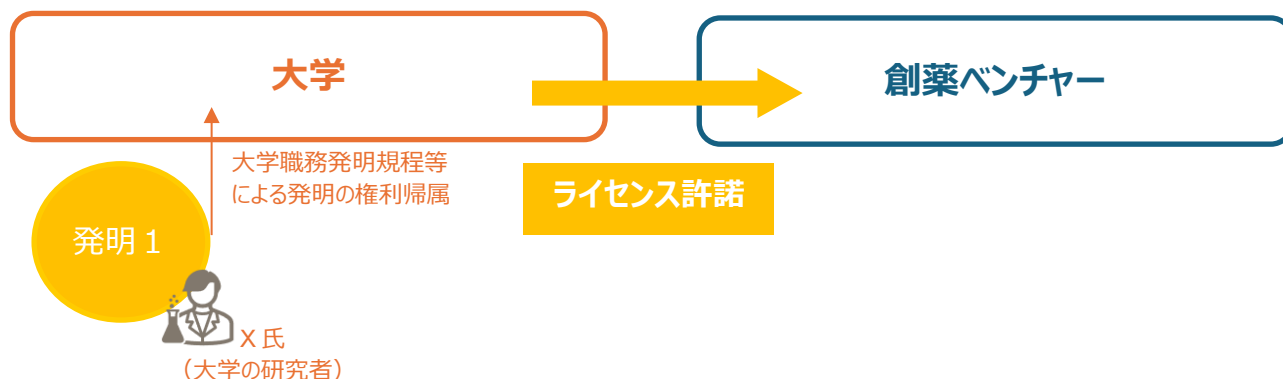 大学
創薬ベンチャー
大学職務発明規程等
による発明の権利帰属
ライセンス許諾
発明１
X 氏
（大学の研究者）